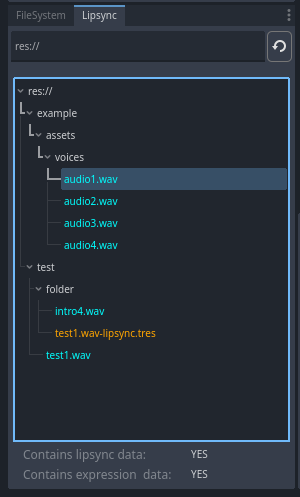 FileSystem Lipsync
res://
res://
example
assets
voices
audio1.wav
audio2.wav
audio3.wav
audio4.wav
test
folder
intro4.wav
test1.wav-lipsync.tres
test1.wav
Contains lipsync data: YES
Contains expression data: YES